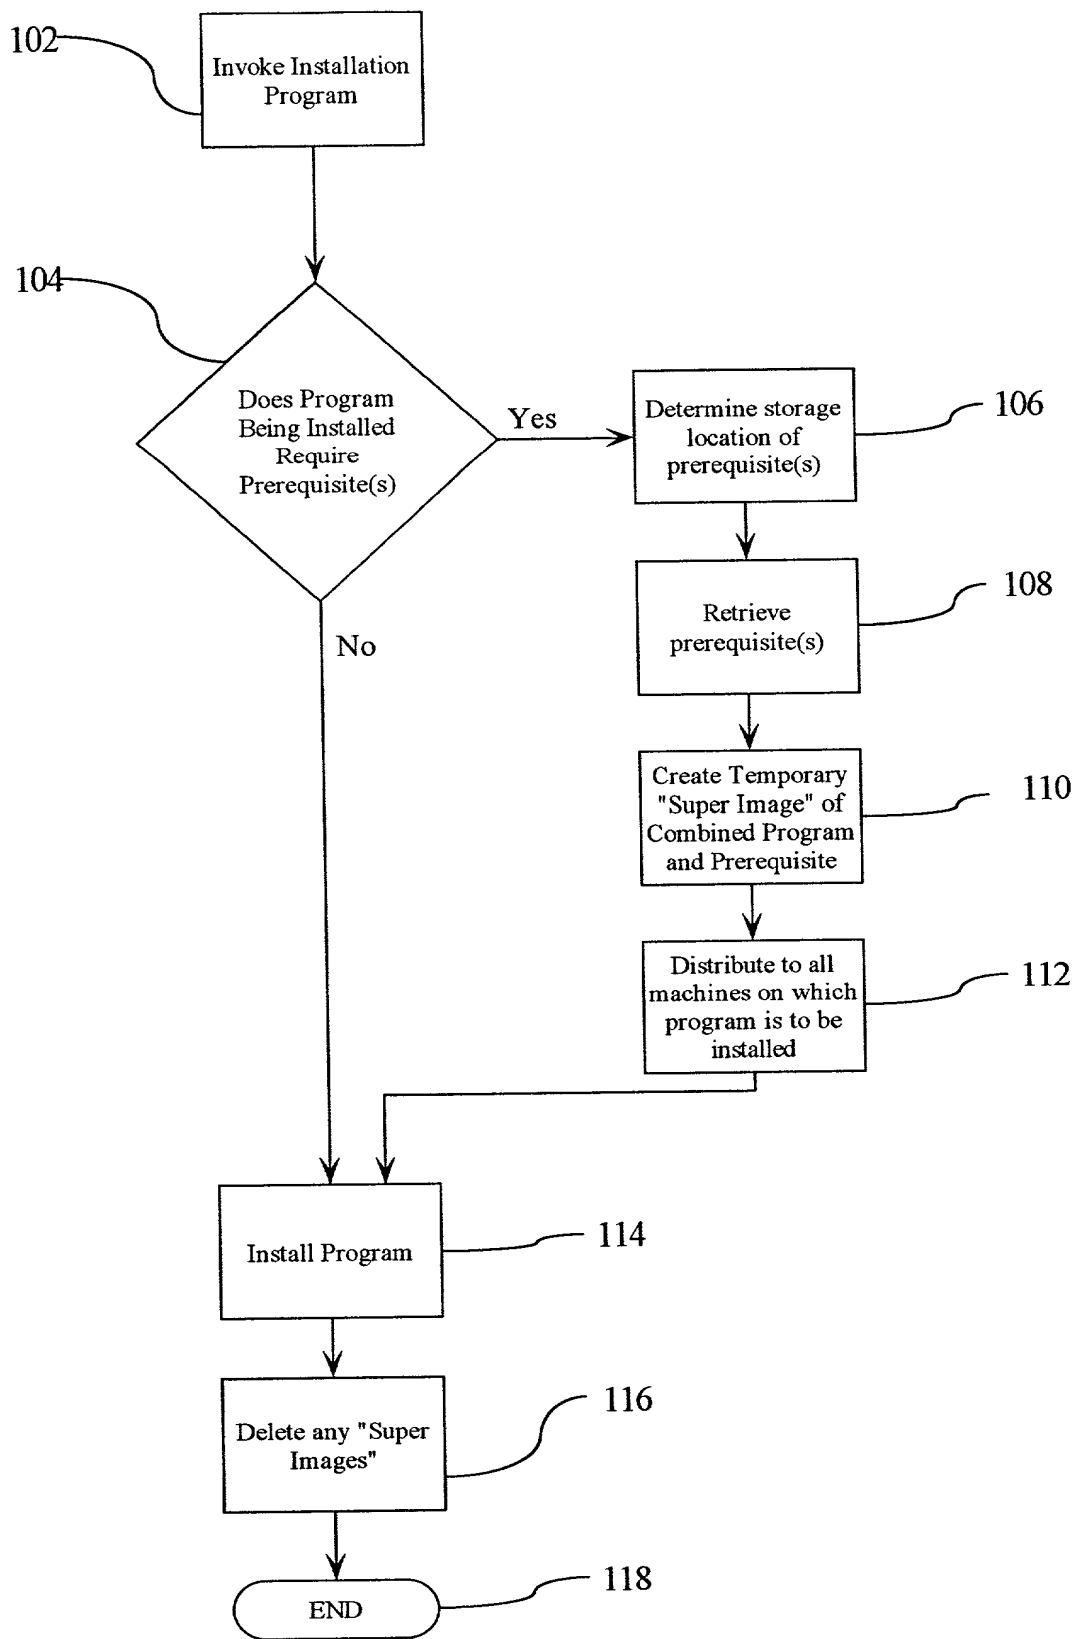 102
Invoke Installation
Program
104
Does Program
Being Installed
Require
Prerequisite(s)
Yes
Determine storage
location of
prerequisite(s)
106
Retrieve
prerequisite(s)
108
No
Create Temporary
"Super Image" of
Combined Program
and Prerequisite
110
Distribute to all
machines on which
program is to be
installed
112
Install Program
114
Delete any "Super
Images"
116
END
118